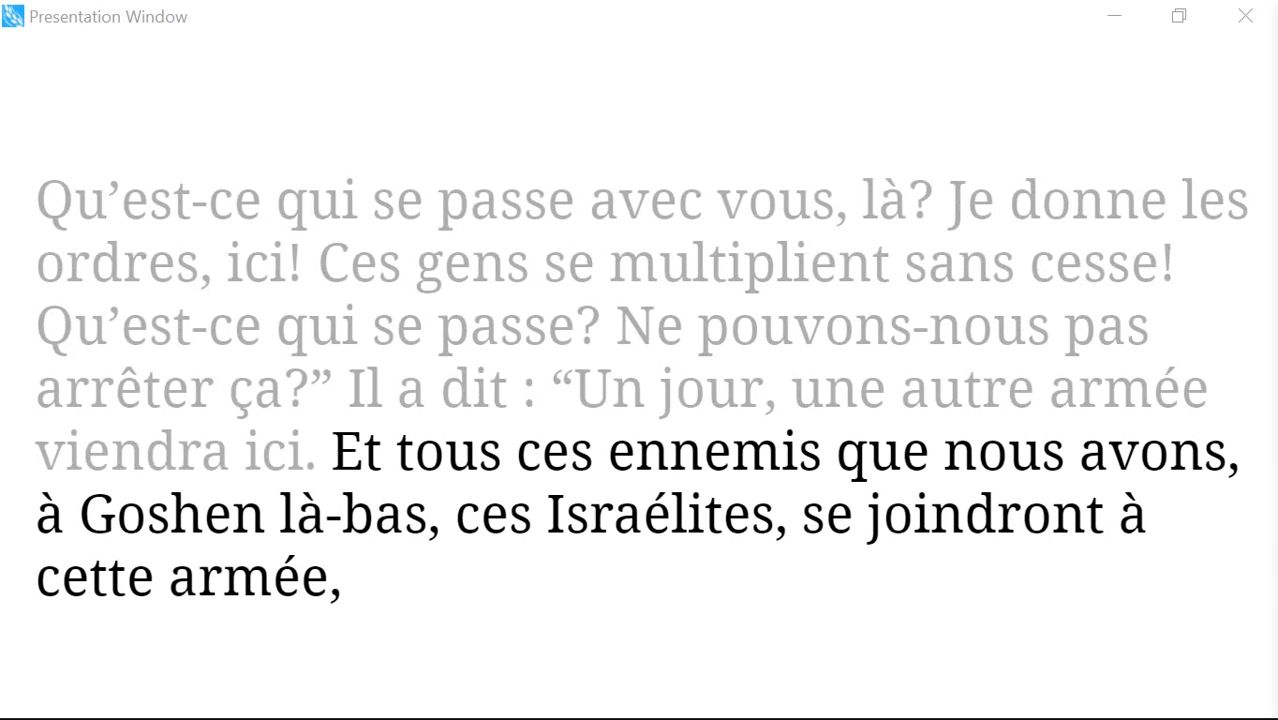 Presentation Window
Qu’est-ce qui se passe avec vous, là? Je donne les
ordres, ici! Ces gens se multiplient sans cesse!
Qu’est-ce qui se passe? Ne pouvons-nous pas
arrêter ça?” Il a dit : “Un jour, une autre armée
viendra ici. Et tous ces ennemis que nous avons,
à Goshen là-bas, ces Israélites, se joindront à
cette armée,